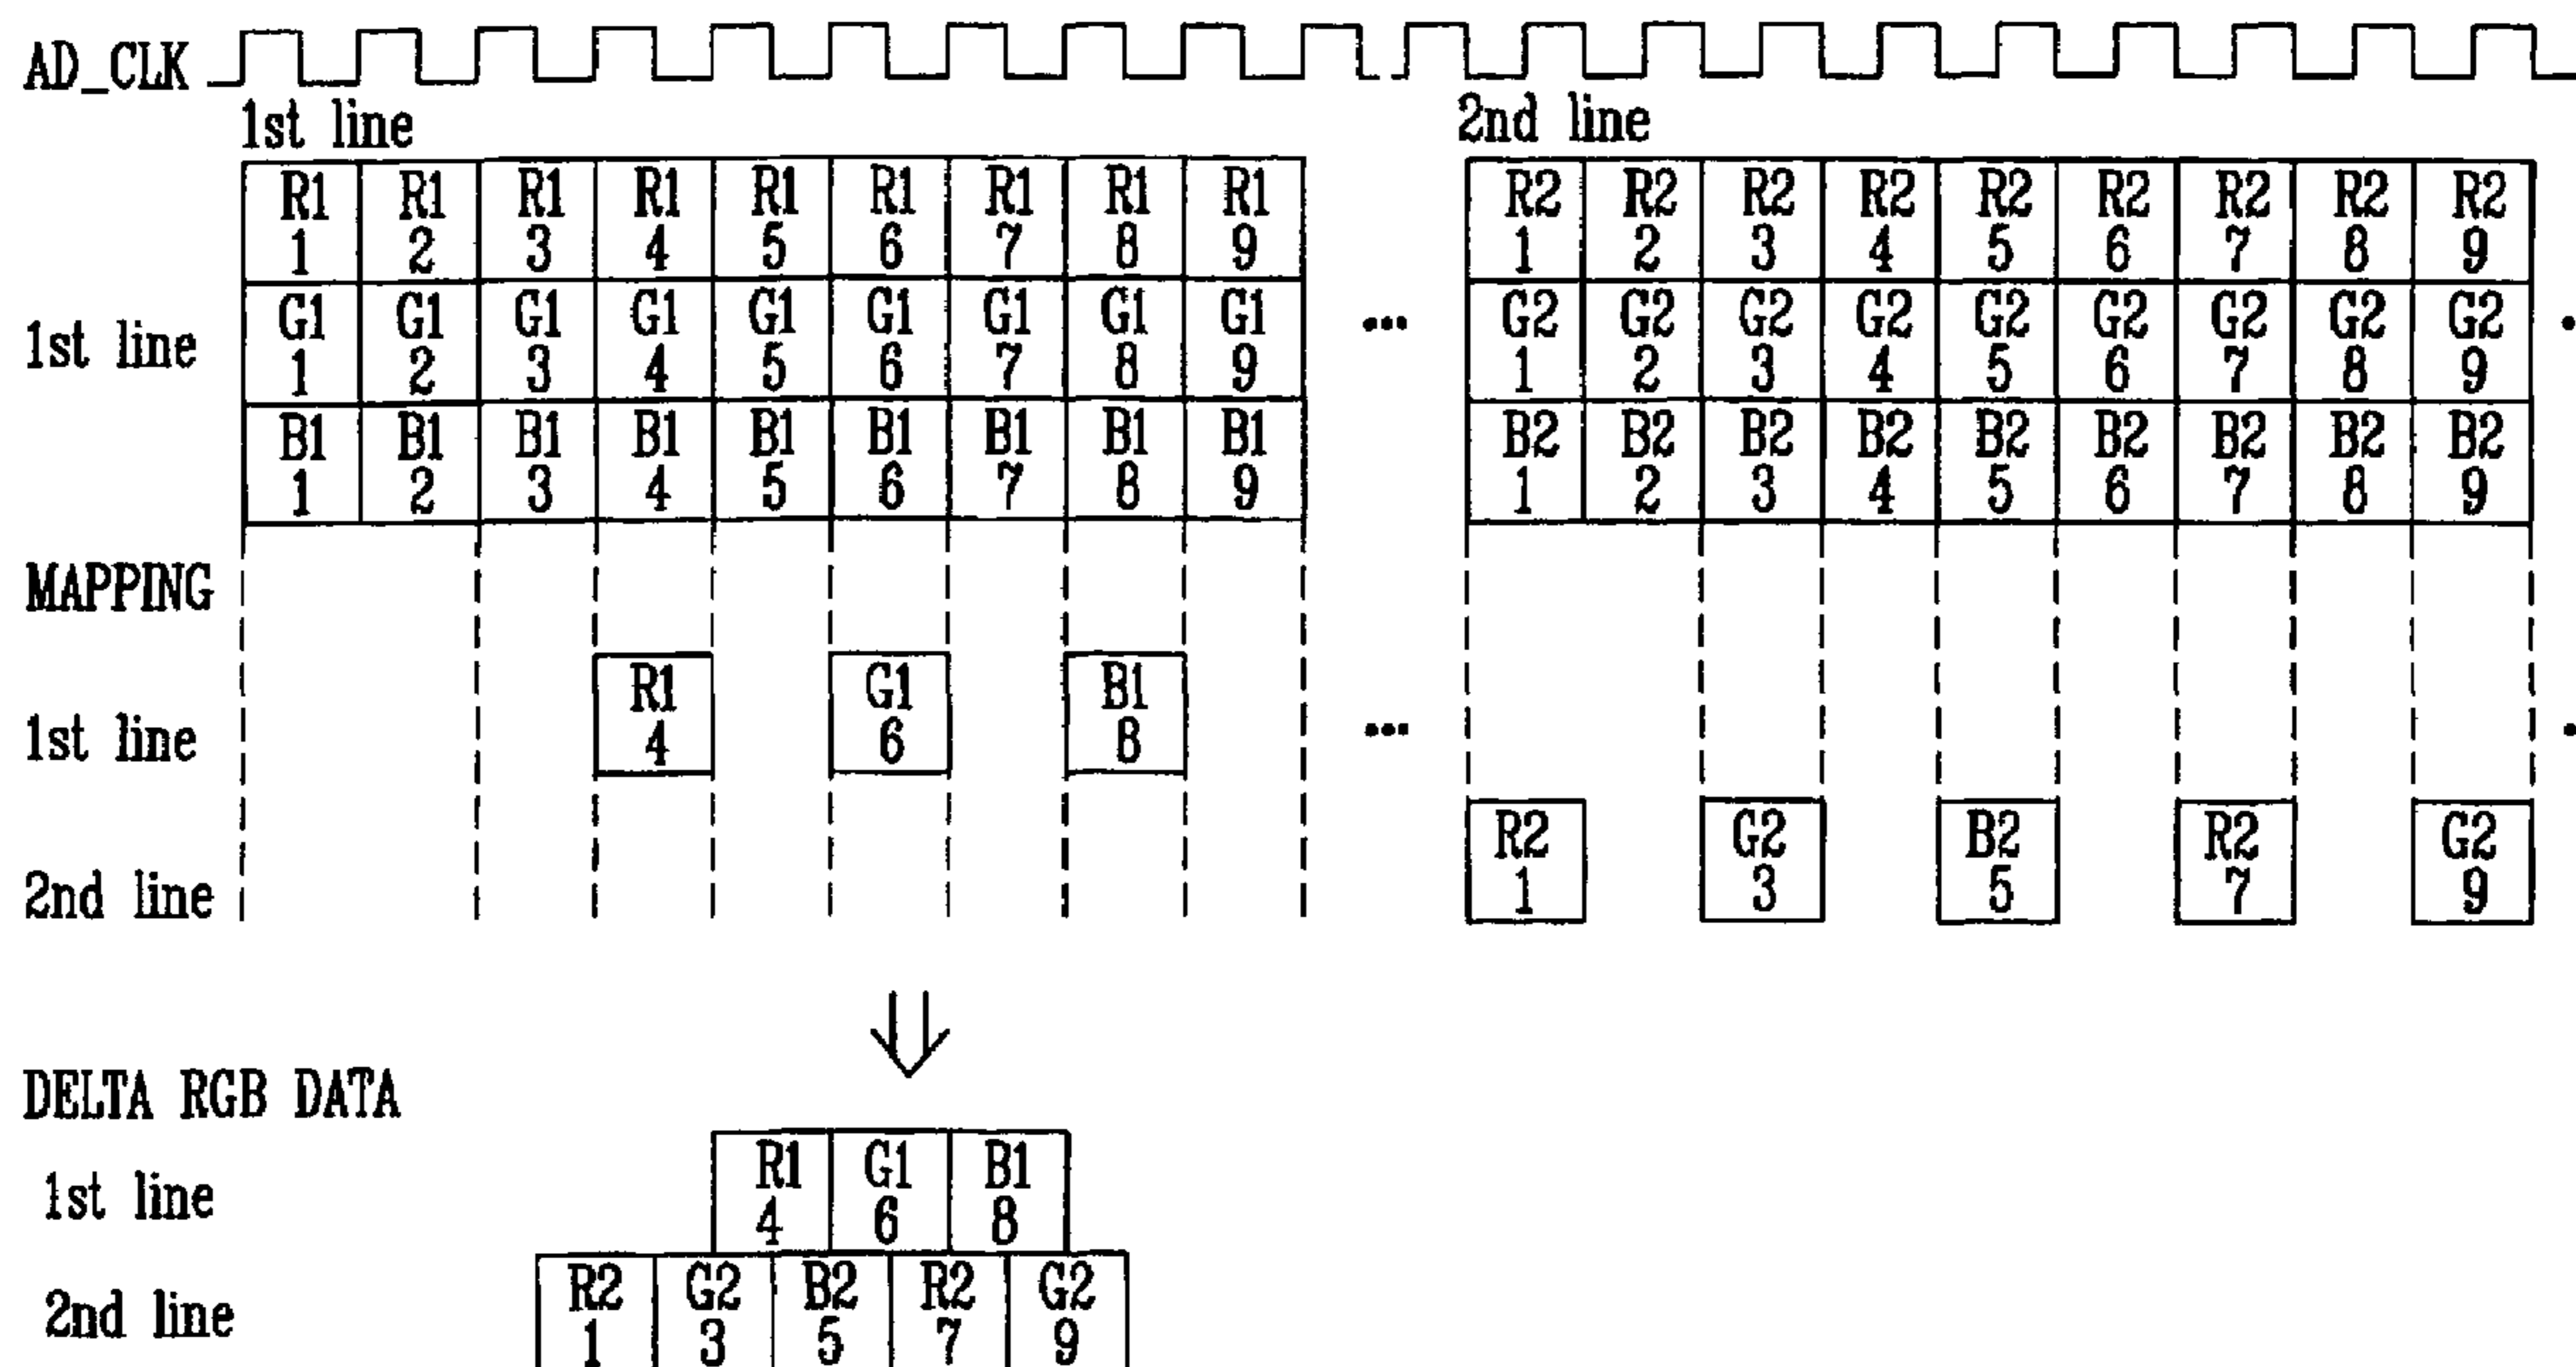 AD_CLK
1st line 2nd line
R1 R1 R1 R1 R1 R1 R1 R1 R1 R2 R2 R2 R2 R2 R2 R2 R2 R2
1 2 3 4 5 6 7 8 9 1 2 3 4 5 6 7 8 9
G1 G1 G1 G1 G1 G1 G1 G1 G1 G2 G2 G2 G2 G2 G2 G2 G2 G2
1st line 1 2 3 4 5 6 7 8 9 ... 1 2 3 4 5 6 7 8 9
B1 B1 B1 B1 B1 B1 B1 B1 B1 B2 B2 B2 B2 B2 B2 B2 B2 B2
1 2 3 4 5 6 7 8 9 1 2 3 4 5 6 7 8 9
MAPPING
R1 G1 B1
1st line 4 6 8 ...
R2 G2 B2 R2 G2
2nd line 1 3 5 7 9
DELTA RGB DATA
R1 G1 B1
1st line 4 6 8
R2 G2 B2 R2 G2
2nd line 1 3 5 7 9